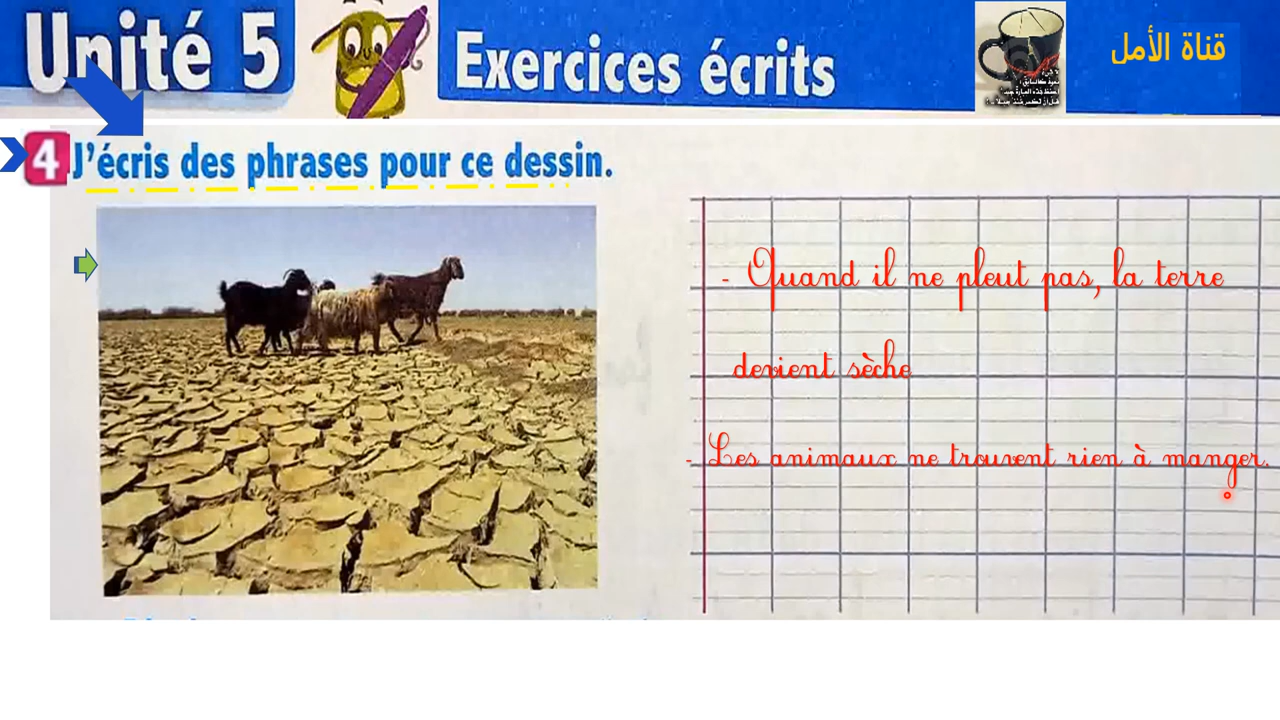 Unité 5
Exercices écrits
قناة الأمل
4 J'écris des phrases pour ce dessin.
- Quand il ne pleut pas, la terre
devient sèche
- Les animaux ne trouvent rien à manger.